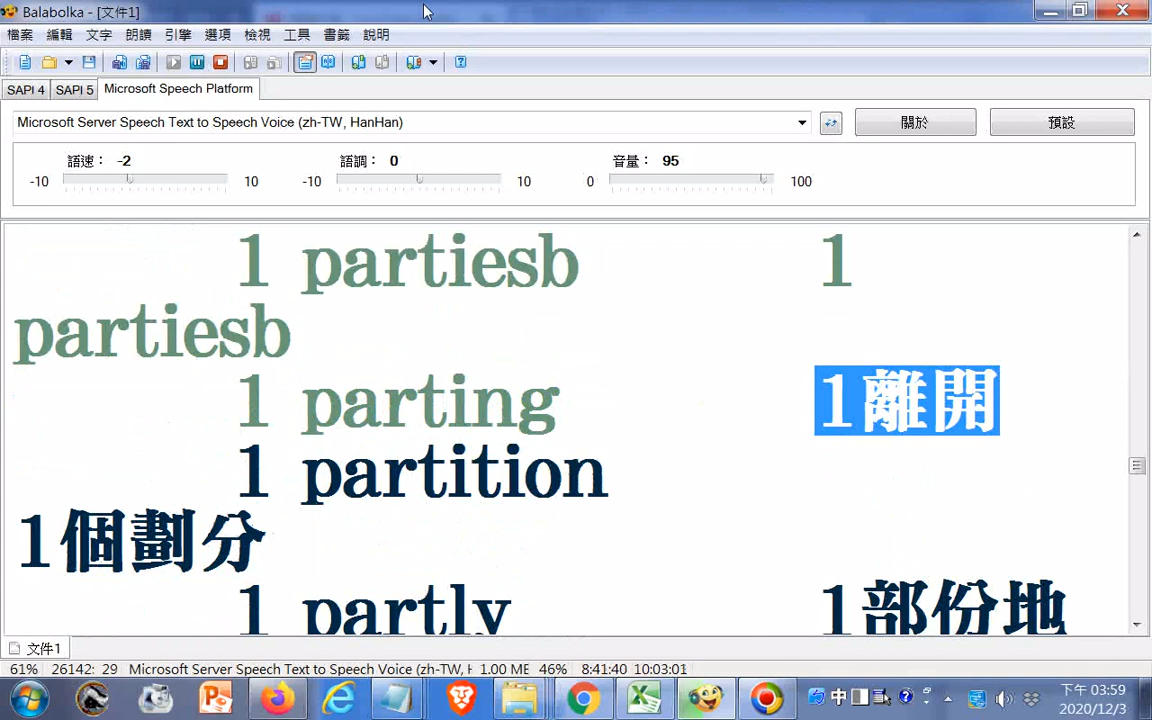 Balabolka - [文件1]
檔案 編輯 文字 朗讀 引擎 選項 檢視 工具 書籤 說明
SAPI 4 SAPI 5 Microsoft Speech Platform
Microsoft Server Speech Text to Speech Voice (zh-TW, HanHan) 關於 預設
語速： -2 語調： 0 音量： 95
-10 10 -10 10 0 100
1 partiesb 1
partiesb
1 parting 1離開
1 partition
1個劃分
1 partly 1部份地
文件1
61% 26142: 29 Microsoft Server Speech Text to Speech Voice (zh-TW, H 1.00 ME 46% 8:41:40 10:03:01
中 下午 03:59
2020/12/3